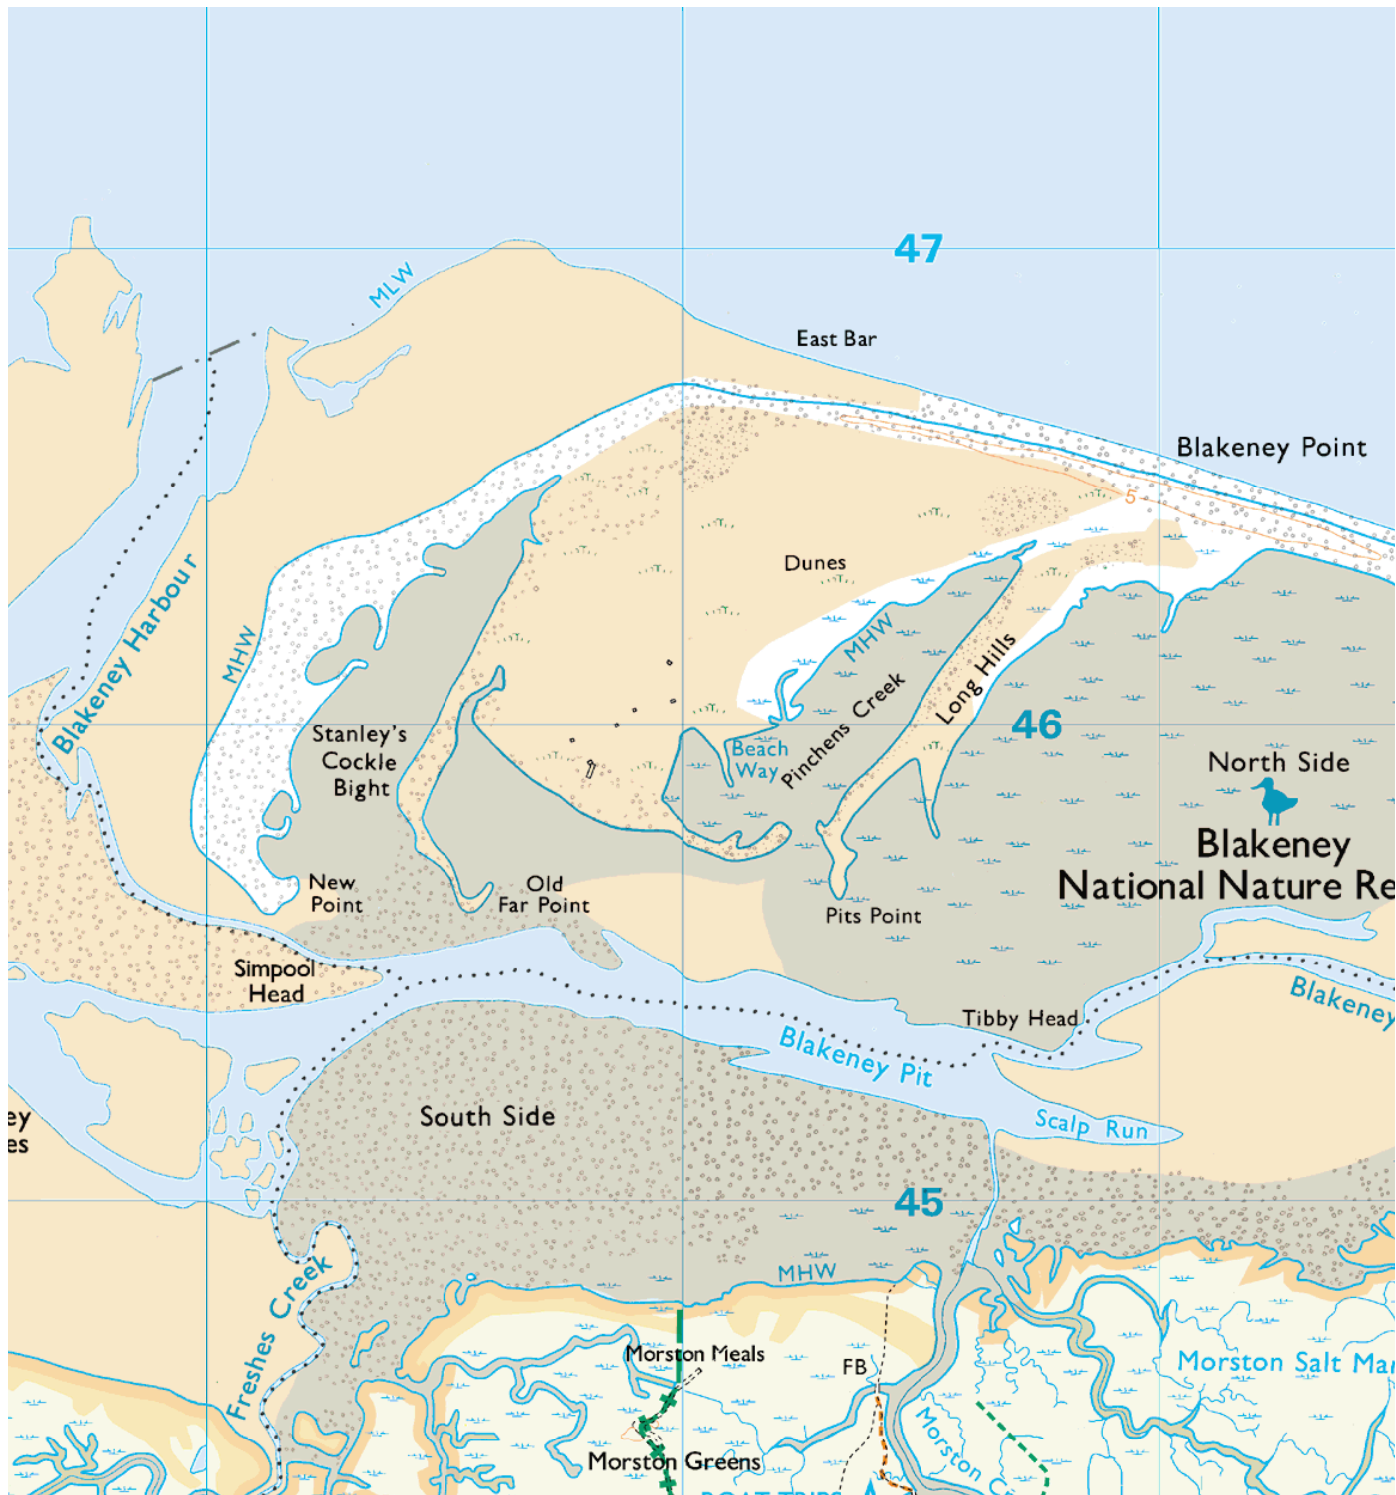 47
MLW
East Bar
Blakeney Point
5
Dunes
Blakeney Harbour
MHW
MHW
Long Hills
Pinchens Creek
46
Stanley's
Cockle
Bight
Beach
Way
North Side
Blakeney
National Nature Re
New
Point
Old
Far Point
Pits Point
Simpool
Head
Tibby Head
Blakeney
Blakeney Pit
South Side
Scalp Run
ey
es
45
MHW
Freshes Creek
Morston Meals
FB
Morston Salt Mar
Morston Greens
Morston C
BOAT TRIPS